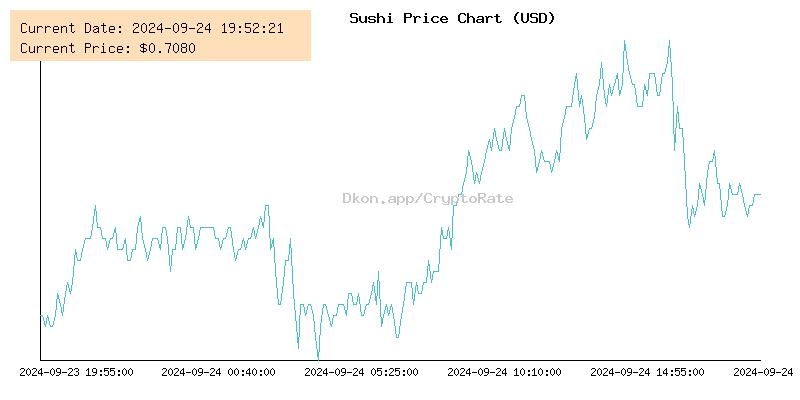 Sushi Price Chart (USD)
Current Date: 2024-09-24 19:52:21
Current Price: $0.7080
Dkon.app/CryptoRate
2024-09-23 19:55:00 2024-09-24 00:40:00 2024-09-24 05:25:00 2024-09-24 10:10:00 2024-09-24 14:55:00 2024-09-24